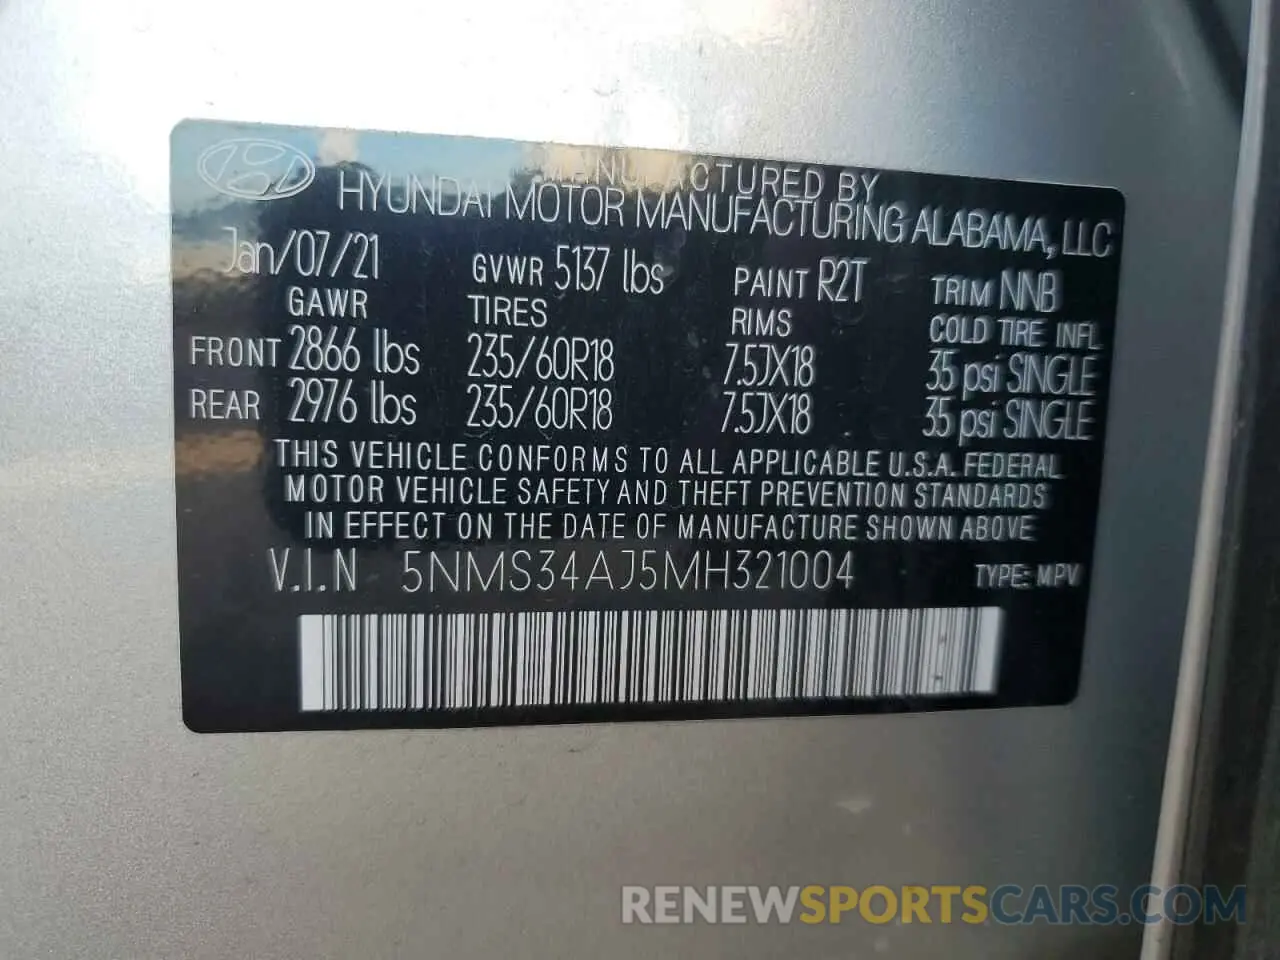 MANUFACTURED BY
HYUNDAI MOTOR MANUFACTURING ALABAMA, LLC
Jan/07/21 GVWR 5137 lbs PAINT R2T TRIM NNB
GAWR TIRES RIMS COLD TIRE INFL
FRONT 2866 lbs 235/60R18 7.5JX18 35 psi SINGLE
REAR 2976 lbs 235/60R18 7.5JX18 35 psi SINGLE
THIS VEHICLE CONFORMS TO ALL APPLICABLE U.S.A. FEDERAL
MOTOR VEHICLE SAFETY AND THEFT PREVENTION STANDARDS
IN EFFECT ON THE DATE OF MANUFACTURE SHOWN ABOVE
V.I.N 5NMS34AJ5MH321004 TYPE: MPV
RENEWSPORTSCARS.COM